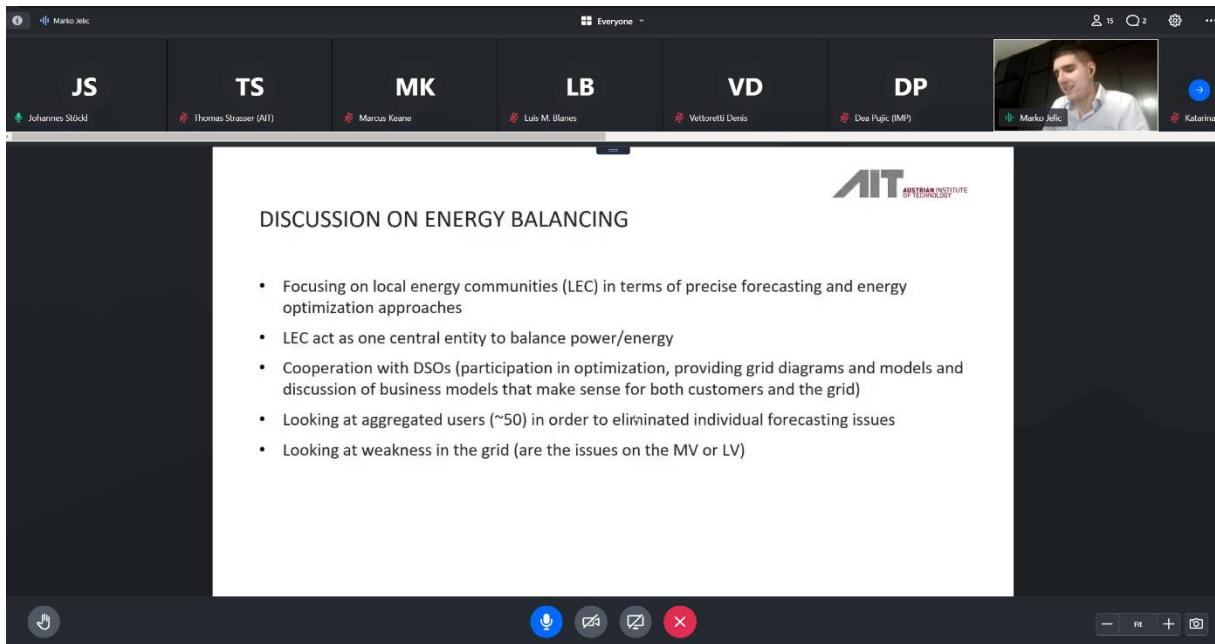 Marko Jelic
Everyone
15
2
JS
Johannes Stöckl
TS
Thomas Strasser (AIT)
MK
Marcus Keane
LB
Luis M. Blanes
VD
Vettoretti Denis
DP
Dea Pujic (IMP)
Marko Jelic
Katarina
AIT AUSTRIAN INSTITUTE
OF TECHNOLOGY
DISCUSSION ON ENERGY BALANCING
• Focusing on local energy communities (LEC) in terms of precise forecasting and energy
optimization approaches
• LEC act as one central entity to balance power/energy
• Cooperation with DSOs (participation in optimization, providing grid diagrams and models and
discussion of business models that make sense for both customers and the grid)
• Looking at aggregated users (~50) in order to eliminated individual forecasting issues
• Looking at weakness in the grid (are the issues on the MV or LV)
Fit